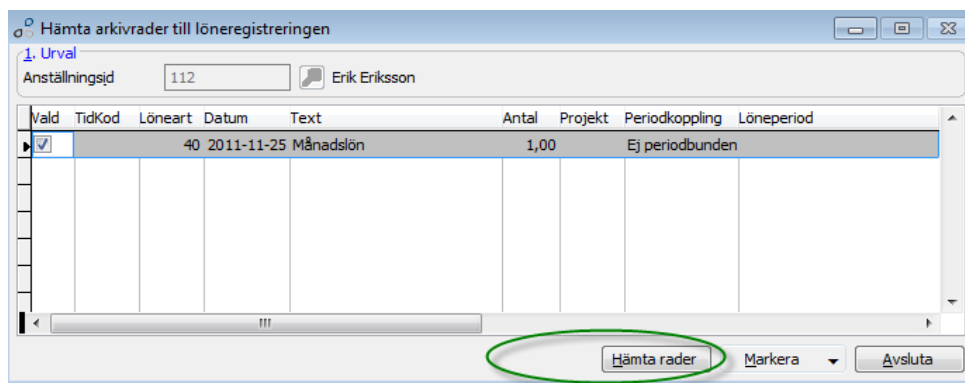 Hämta arkivrader till löneregistreringen
1. Urval
Anställningsid 112 Erik Eriksson
Vald TidKod Löneart Datum Text Antal Projekt Periodkoppling Löneperiod
40 2011-11-25 Månadslön 1,00 Ej periodbunden
Hämta rader Markera Avsluta